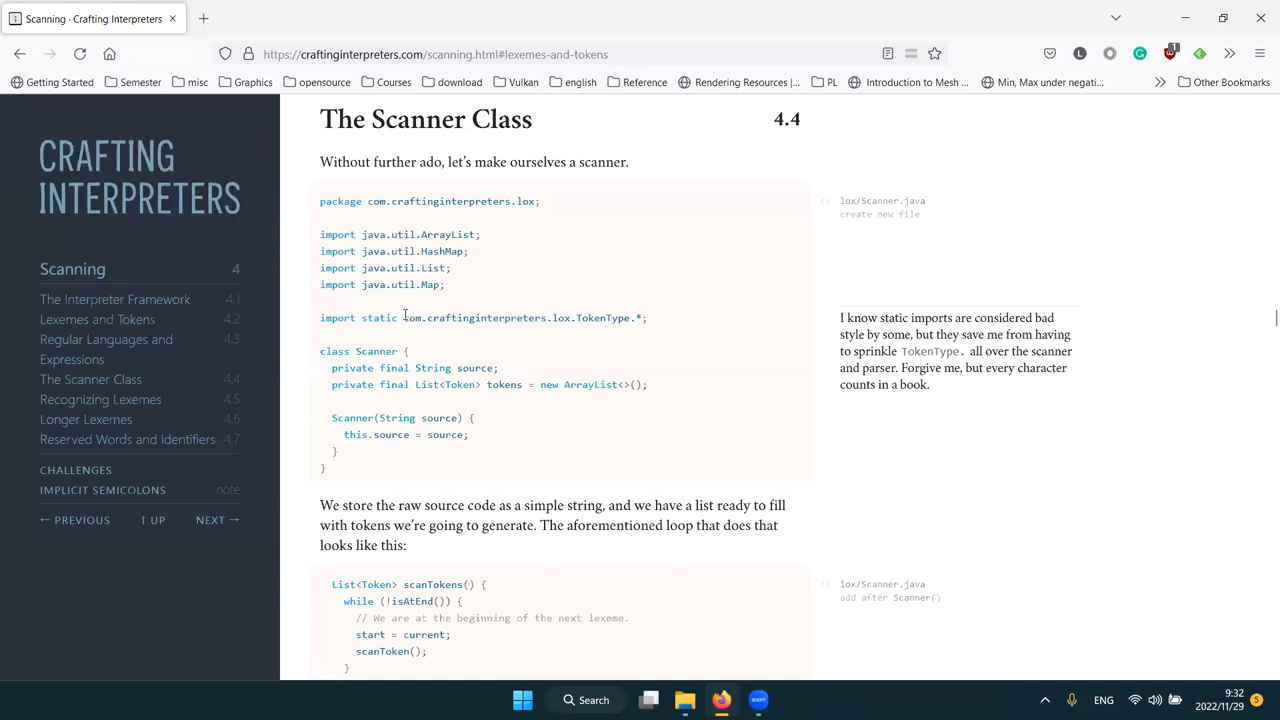 Scanning · Crafting Interpreters
https://craftinginterpreters.com/scanning.html#lexemes-and-tokens
L
G
1
Getting Started
Semester
misc
Graphics
opensource
Courses
download
Vulkan
english
Reference
Rendering Resources |...
PL
Introduction to Mesh ...
Min, Max under negati...
Other Bookmarks
CRAFTING
INTERPRETERS
Scanning 4
The Interpreter Framework 4.1
Lexemes and Tokens 4.2
Regular Languages and 4.3
Expressions
The Scanner Class 4.4
Recognizing Lexemes 4.5
Longer Lexemes 4.6
Reserved Words and Identifiers 4.7
CHALLENGES
IMPLICIT SEMICOLONS note
← PREVIOUS ↑ UP NEXT →
The Scanner Class 4.4
Without further ado, let’s make ourselves a scanner.
package com.craftinginterpreters.lox;
import java.util.ArrayList;
import java.util.HashMap;
import java.util.List;
import java.util.Map;
import static com.craftinginterpreters.lox.TokenType.*;
class Scanner {
private final String source;
private final List<Token> tokens = new ArrayList<>();
Scanner(String source) {
this.source = source;
}
}
<< lox/Scanner.java
create new file
I know static imports are considered bad
style by some, but they save me from having
to sprinkle TokenType. all over the scanner
and parser. Forgive me, but every character
counts in a book.
We store the raw source code as a simple string, and we have a list ready to fill
with tokens we’re going to generate. The aforementioned loop that does that
looks like this:
List<Token> scanTokens() {
while (!isAtEnd()) {
// We are at the beginning of the next lexeme.
start = current;
scanToken();
}
<< lox/Scanner.java
add after Scanner()
Search
zoom
ENG
9:32
2022/11/29
5